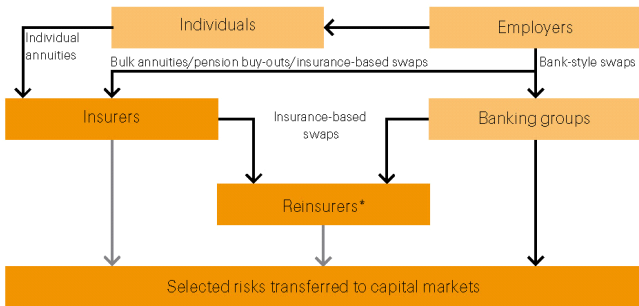 Individuals
Employers
Individual
annuities
Bulk annuities/pension buy-outs/insurance-based swaps
Bank-style swaps
Insurers
Insurance-based
swaps
Banking groups
Reinsurers*
Selected risks transferred to capital markets